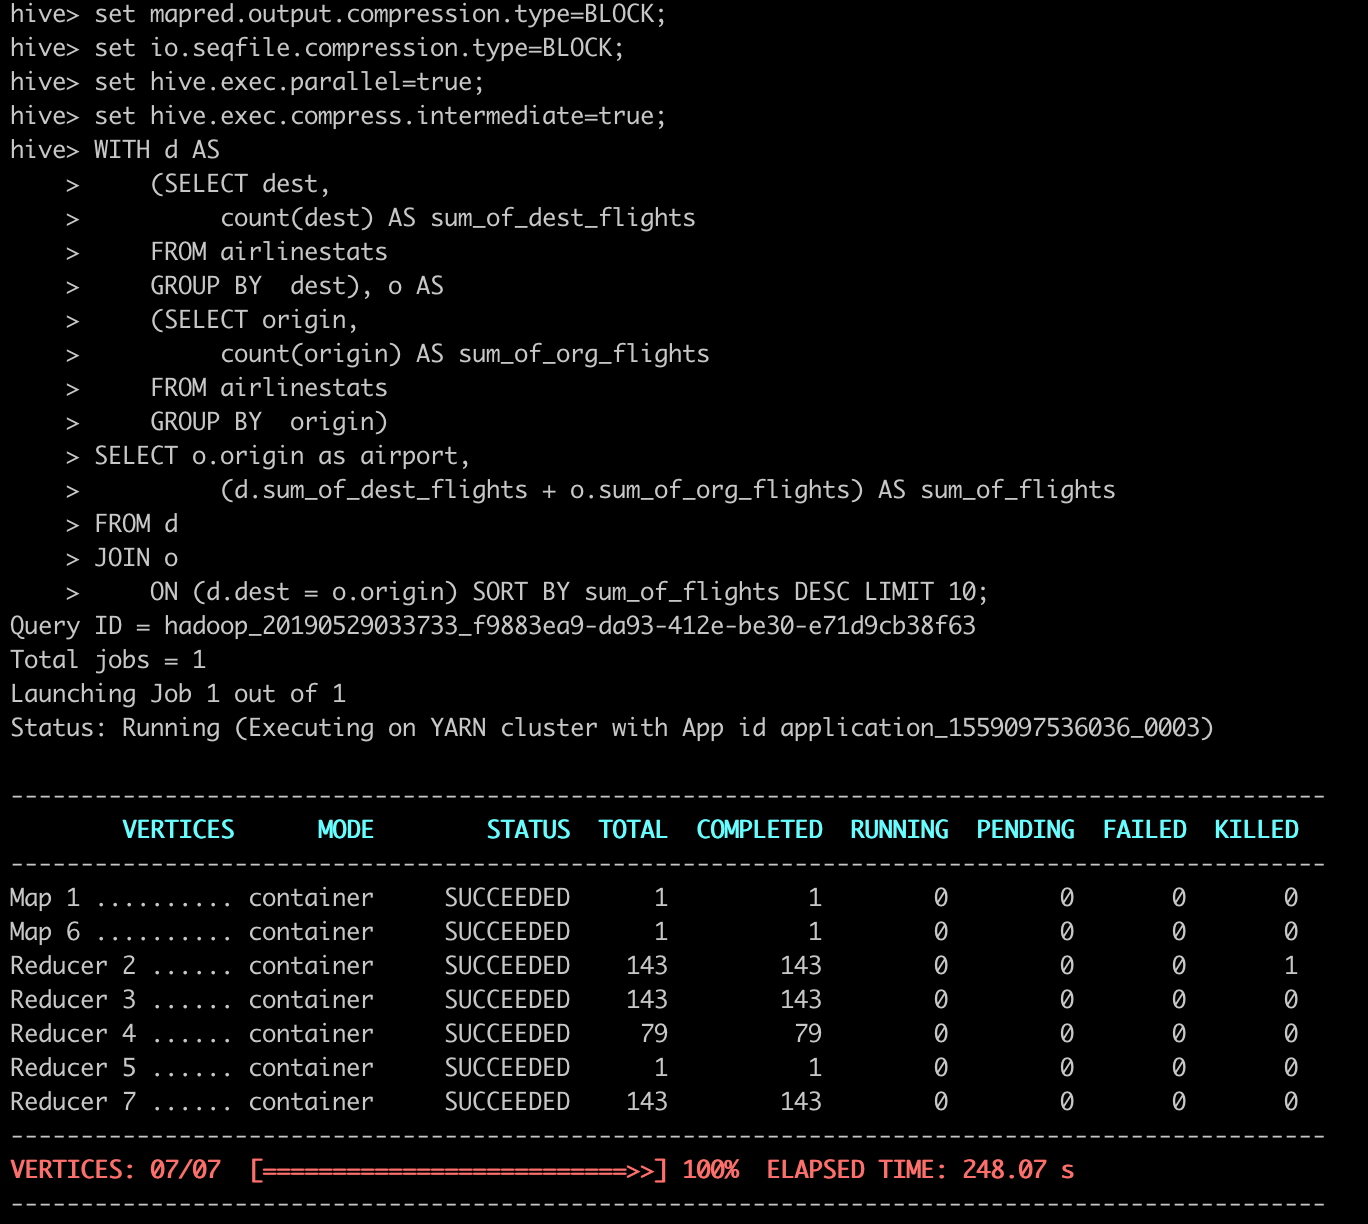 hive> set mapred.output.compression.type=BLOCK;
hive> set io.seqfile.compression.type=BLOCK;
hive> set hive.exec.parallel=true;
hive> set hive.exec.compress.intermediate=true;
hive> WITH d AS
    >     (SELECT dest,
    >          count(dest) AS sum_of_dest_flights
    >     FROM airlinestats
    >     GROUP BY  dest), o AS
    >     (SELECT origin,
    >          count(origin) AS sum_of_org_flights
    >     FROM airlinestats
    >     GROUP BY  origin)
    > SELECT o.origin as airport,
    >          (d.sum_of_dest_flights + o.sum_of_org_flights) AS sum_of_flights
    > FROM d
    > JOIN o
    >     ON (d.dest = o.origin) SORT BY sum_of_flights DESC LIMIT 10;
Query ID = hadoop_20190529033733_f9883ea9-da93-412e-be30-e71d9cb38f63
Total jobs = 1
Launching Job 1 out of 1
Status: Running (Executing on YARN cluster with App id application_1559097536036_0003)

----------------------------------------------------------------------------------------------
        VERTICES      MODE        STATUS  TOTAL  COMPLETED  RUNNING  PENDING  FAILED  KILLED
----------------------------------------------------------------------------------------------
Map 1 .......... container     SUCCEEDED      1          1        0        0       0       0
Map 6 .......... container     SUCCEEDED      1          1        0        0       0       0
Reducer 2 ...... container     SUCCEEDED    143        143        0        0       0       1
Reducer 3 ...... container     SUCCEEDED    143        143        0        0       0       0
Reducer 4 ...... container     SUCCEEDED     79         79        0        0       0       0
Reducer 5 ...... container     SUCCEEDED      1          1        0        0       0       0
Reducer 7 ...... container     SUCCEEDED    143        143        0        0       0       0
----------------------------------------------------------------------------------------------
VERTICES: 07/07  [==========================>>] 100%  ELAPSED TIME: 248.07 s
----------------------------------------------------------------------------------------------